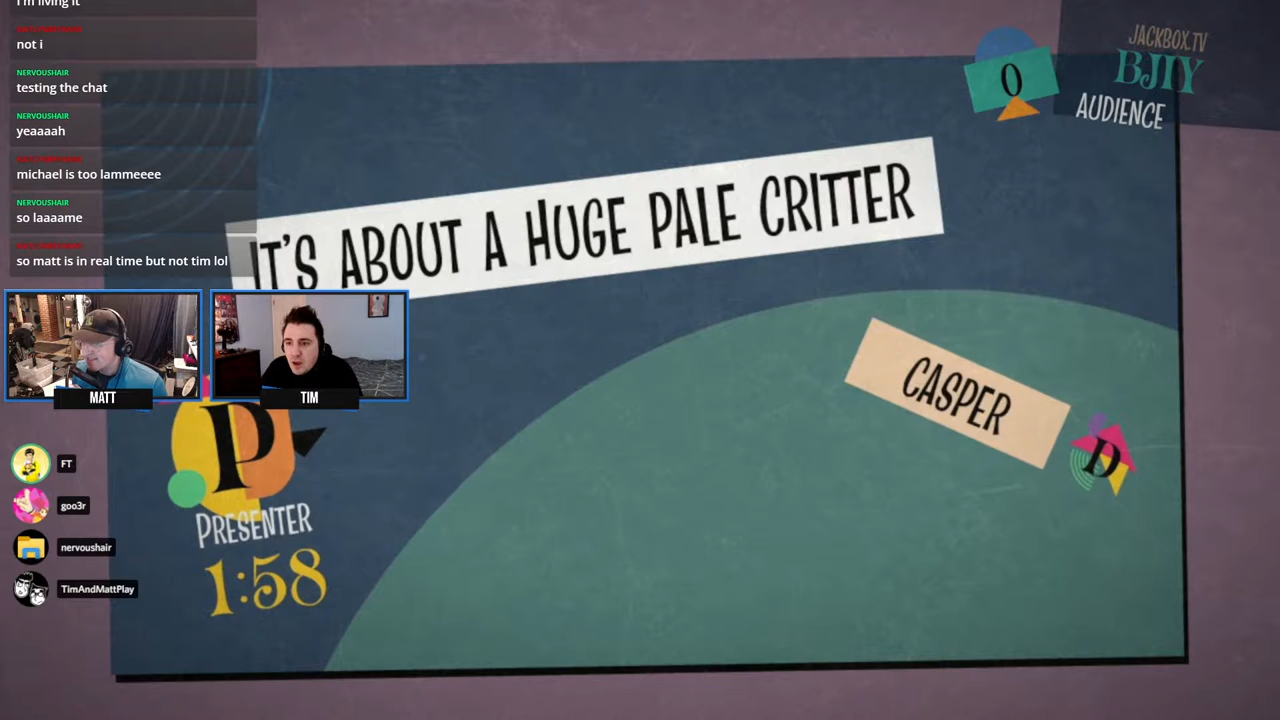 I'm living it
not i
NERVOUSHAIR
testing the chat
NERVOUSHAIR
yeaaaah
michael is too lammeeee
NERVOUSHAIR
so laaaame
so matt is in real time but not tim lol
JACKBOX.TV
BJIY
AUDIENCE
0
IT'S ABOUT A HUGE PALE CRITTER
CASPER
D
MATT
TIM
P
PRESENTER
1:58
FT
goo3r
nervoushair
TimAndMattPlay